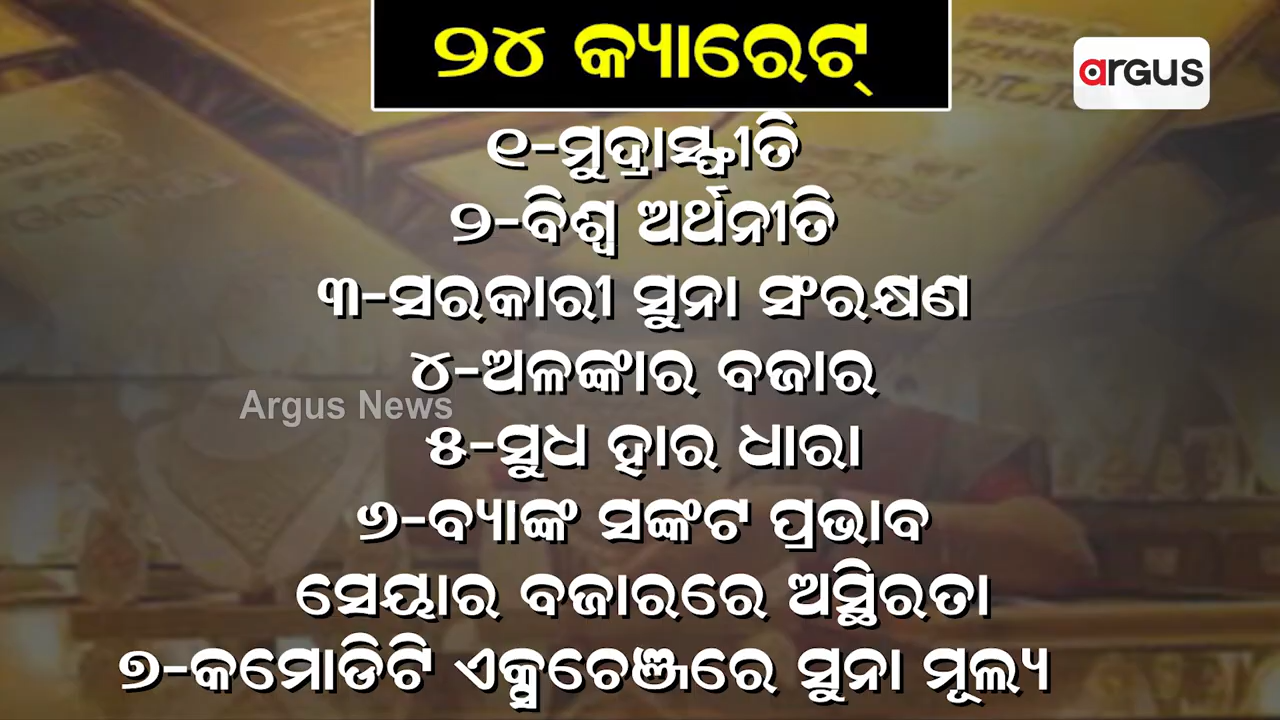 ୨୪ କ୍ୟାରେଟ୍
argus
୧-ମୁଦ୍ରାସ୍ଫୀତି
୨-ବିଶ୍ୱ ଅର୍ଥନୀତି
୩-ସରକାରୀ ସୁନା ସଂରକ୍ଷଣ
୪-ଅଳଙ୍କାର ବଜାର
Argus News
୫-ସୁଧ ହାର ଧାରା
୬-ବ୍ୟାଙ୍କ ସଙ୍କଟ ପ୍ରଭାବ
ସେୟାର ବଜାରରେ ଅସ୍ଥିରତା
୭-କମୋଡିଟି ଏକ୍ସଚେଞ୍ଜରେ ସୁନା ମୂଲ୍ୟ